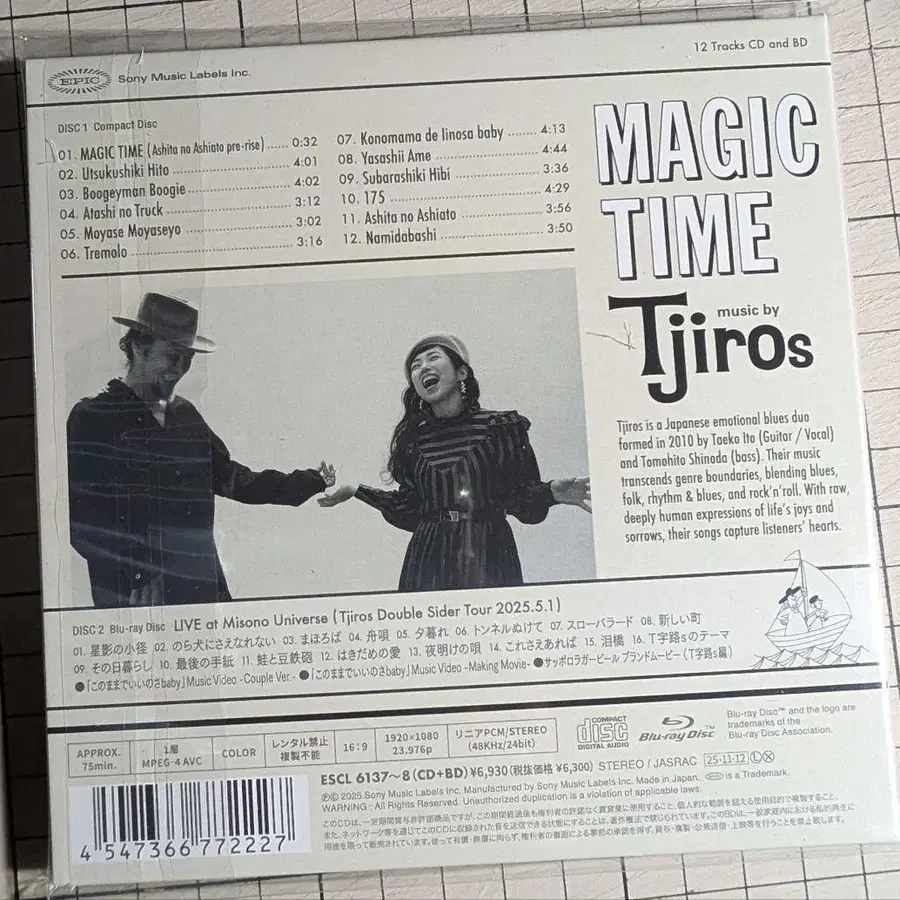 12 Tracks CD and BD
EPIC Sony Music Labels Inc.
DISC 1 Compact Disc
01. MAGIC TIME (Ashita no Ashiato pre-rise) ...... 0:32
02. Utsukushiki Hito ...... 4:01
03. Boogeyman Boogie ...... 4:02
04. Atashi no Truck ...... 3:12
05. Moyase Moyaseyo ...... 3:02
06. Tremolo ...... 3:16
07. Konomama de Iinosa baby ...... 4:13
08. Yasashii Ame ...... 4:44
09. Subarashiki Hibi ...... 3:36
10. 175 ...... 4:29
11. Ashita no Ashiato ...... 3:56
12. Namidabashi ...... 3:50
MAGIC
TIME
music by
Tjiros
Tjiros is a Japanese emotional blues duo
formed in 2010 by Taeko Ito (Guitar / Vocal)
and Tomohito Shinoda (bass). Their music
transcends genre boundaries, blending blues,
folk, rhythm & blues, and rock'n'roll. With raw,
deeply human expressions of life's joys and
sorrows, their songs capture listeners' hearts.
DISC 2 Blu-ray Disc LIVE at Misono Universe (Tjiros Double Sider Tour 2025.5.1)
01. 星影の小径 02. のら犬にさえなれない 03. まほろば 04. 舟唄 05. 夕暮れ 06. トンネルぬけて 07. スローバラード 08. 新しい町
09. その日暮らし 10. 最後の手紙 11. 蛙と豆鉄砲 12. はきだめの愛 13. 夜明けの唄 14. これさえあれば 15. 泪橋 16. T字路sのテーマ
●「このままでいいのさbaby」Music Video -Couple Ver.- ●「このままでいいのさbaby」Music Video -Making Movie- ●サッポロラガービール ブランドムービー (T字路s編)
APPROX.
75min.
1層
MPEG-4 AVC
COLOR
レンタル禁止
複製不能
16:9
1920×1080
23.976p
リニアPCM/STEREO
(48KHz/24bit)
COMPACT
disc
DIGITAL AUDIO
Blu-ray Disc™
Blu-ray Disc™ and the logo are
trademarks of the
Blu-ray Disc Association.
ESCL 6137〜8 (CD+BD) ¥6,930 (税抜価格 ¥6,300) STEREO / JASRAC 25・11・12 Ⓛ Ⓧ
℗© 2025 Sony Music Labels Inc. Manufactured by Sony Music Labels Inc. Made in Japan. EPIC is a Trademark.
WARNING : All Rights Reserved. Unauthorized duplication is a violation of applicable laws.
4 547366 772227